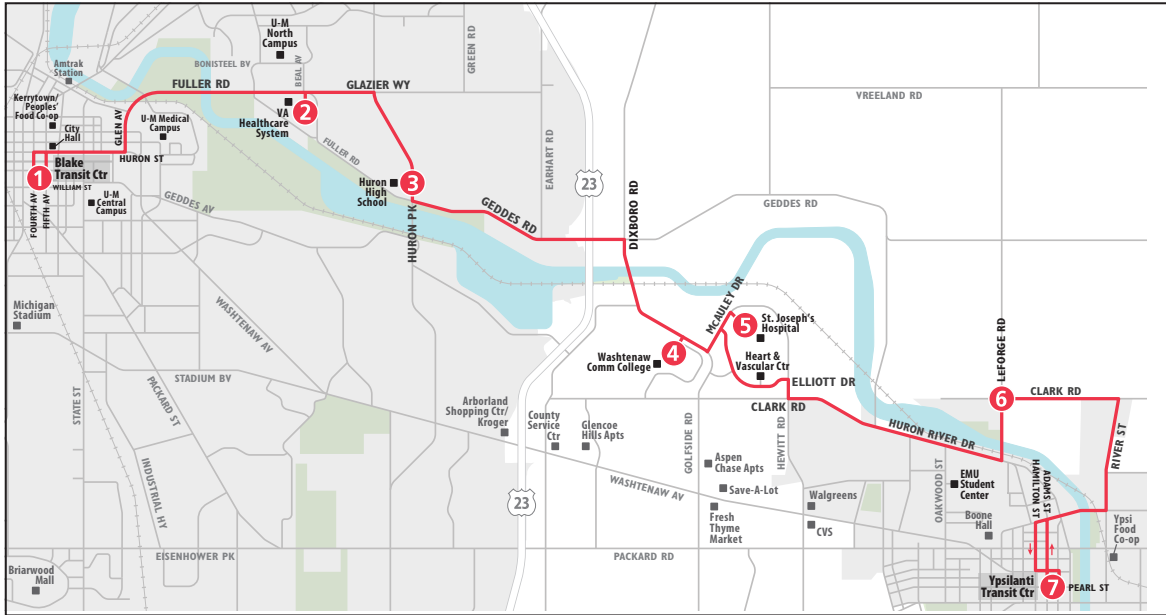 U-M
North
Campus
BONISTEEL BV
BEAL AV
GREEN RD
Amtrak
Station
FULLER RD
GLAZIER WY
VREELAND RD
Kerrytown/
Peoples'
Food Co-op
City
Hall
GLEN AV
U-M Medical
Campus
VA
Healthcare
System
2
FULLER RD
EARHART RD
23
DIXBORO RD
HURON ST
1
Blake
Transit Ctr
WILLIAM ST
FOURTH AV
FIFTH AV
U-M
Central
Campus
GEDDES AV
Huron
High
School
3
HURON PK
GEDDES RD
GEDDES RD
Michigan
Stadium
WASHTENAW AV
STADIUM BV
STATE ST
PACKARD ST
INDUSTRIAL HY
EISENHOWER PK
Briarwood
Mall
McAULEY DR
5
St. Joseph's
Hospital
4
Washtenaw
Comm College
Heart &
Vascular Ctr
ELLIOTT DR
CLARK RD
LeFORGE RD
6
CLARK RD
RIVER ST
HURON RIVER DR
Arborland
Shopping Ctr/
Kroger
County
Service
Ctr
Glencoe
Hills Apts
GOLFSIDE RD
HEWITT RD
Aspen
Chase Apts
Save-A-Lot
WASHTENAW AV
Fresh
Thyme
Market
Walgreens
CVS
23
PACKARD RD
OAKWOOD ST
EMU
Student
Center
Boone
Hall
HAMILTON ST
ADAMS ST
Ypsi
Food
Co-op
Ypsilanti
Transit Ctr
7
PEARL ST